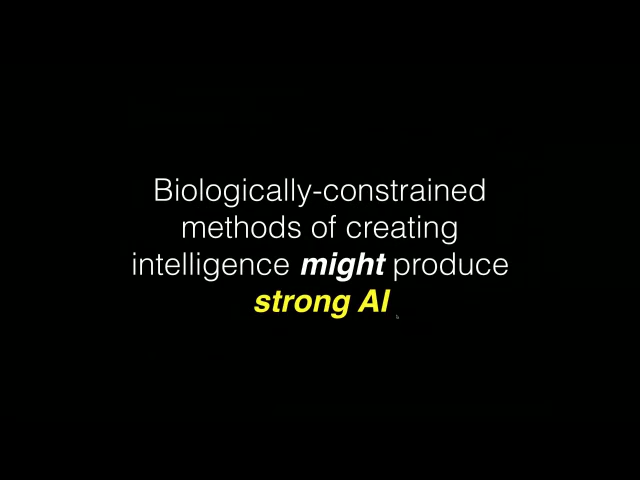 Biologically-constrained
methods of creating
intelligence might produce
strong AI